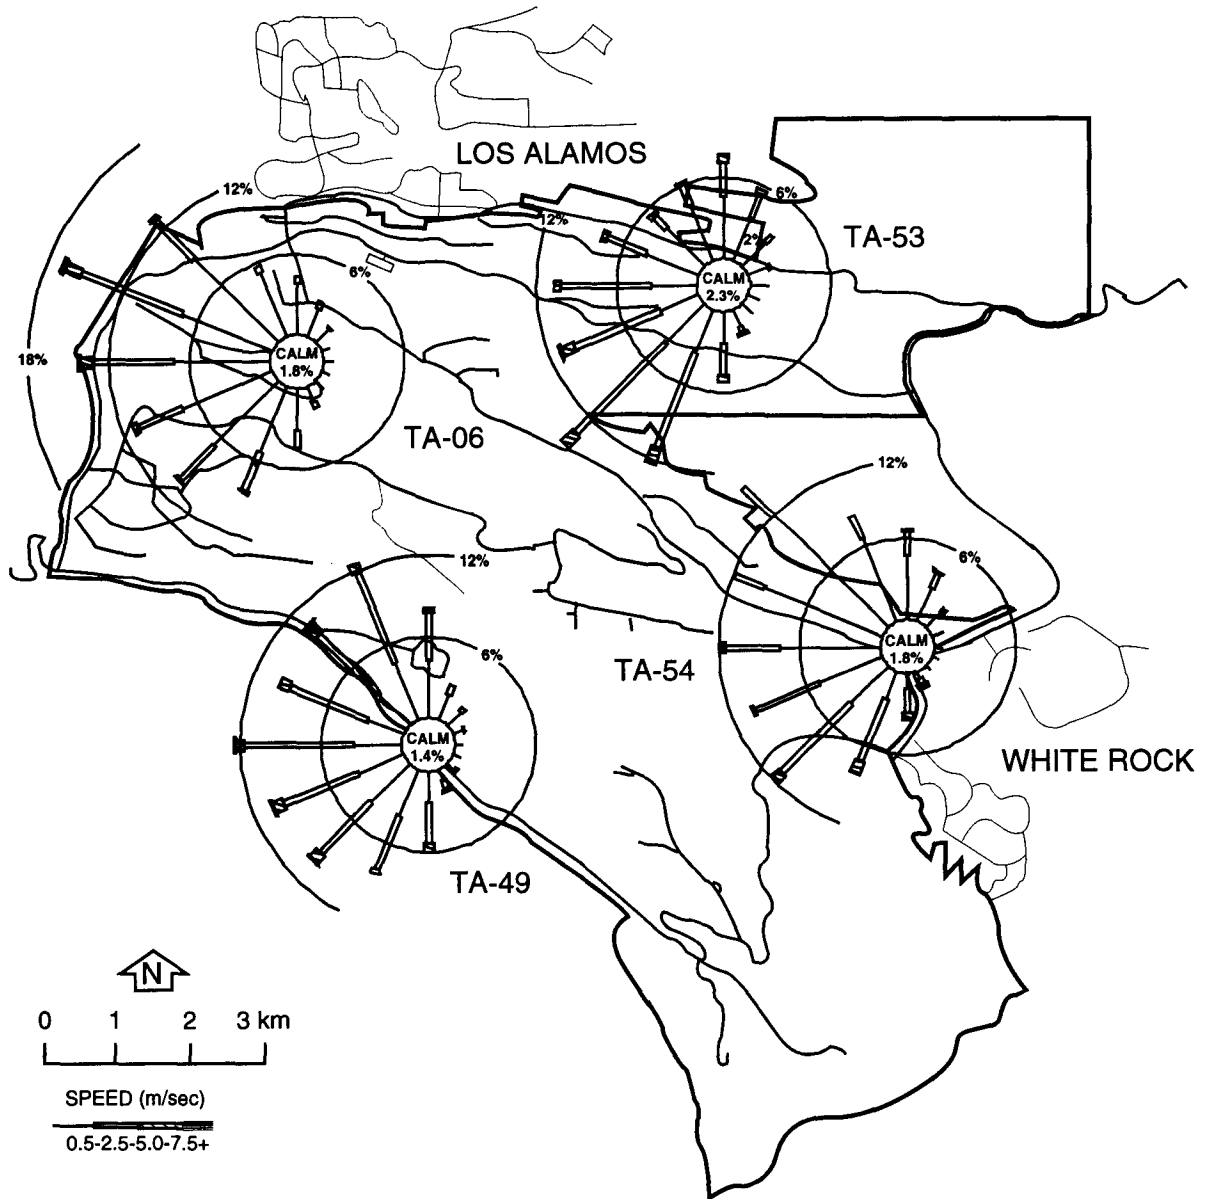 LOS ALAMOS
12%
6%
12%
2%
TA-53
CALM
2.3%
6%
18%
CALM
1.8%
TA-06
12%
12%
6%
6%
CALM
1.8%
TA-54
CALM
1.4%
WHITE ROCK
TA-49
N
0 1 2 3 km
SPEED (m/sec)
0.5-2.5-5.0-7.5+